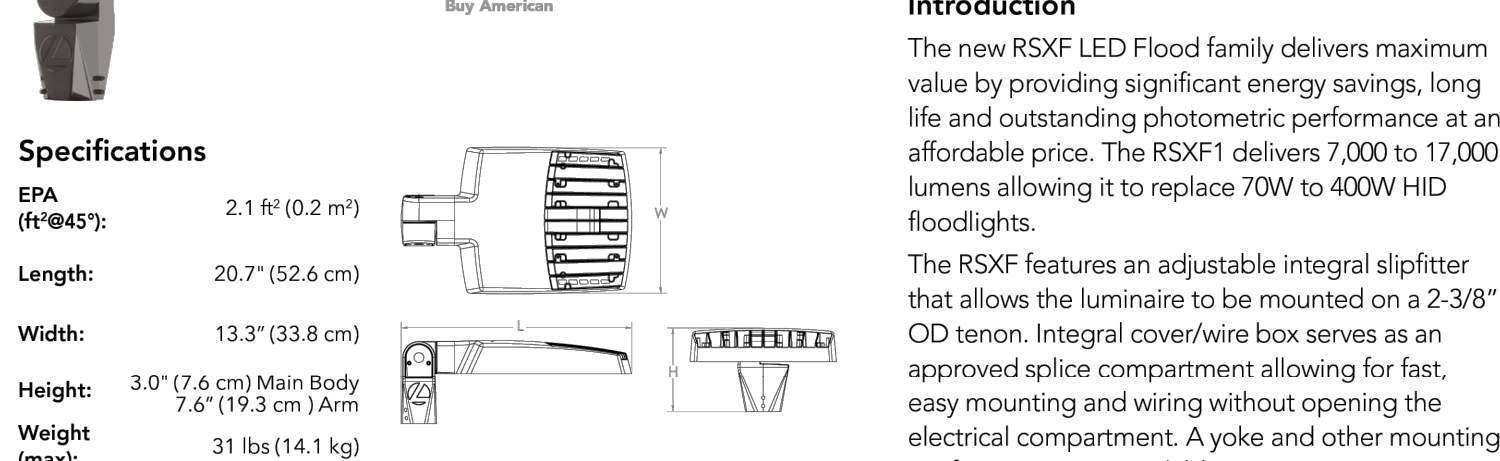 Buy American
Specifications
EPA
(ft²@45°):
2.1 ft² (0.2 m²)
Length:
20.7" (52.6 cm)
Width:
13.3” (33.8 cm)
Height:
3.0" (7.6 cm) Main Body
7.6” (19.3 cm ) Arm
Weight
(max):
31 lbs (14.1 kg)
W
L
H
Introduction
The new RSXF LED Flood family delivers maximum
value by providing significant energy savings, long
life and outstanding photometric performance at an
affordable price. The RSXF1 delivers 7,000 to 17,000
lumens allowing it to replace 70W to 400W HID
floodlights.
The RSXF features an adjustable integral slipfitter
that allows the luminaire to be mounted on a 2-3/8”
OD tenon. Integral cover/wire box serves as an
approved splice compartment allowing for fast,
easy mounting and wiring without opening the
electrical compartment. A yoke and other mounting